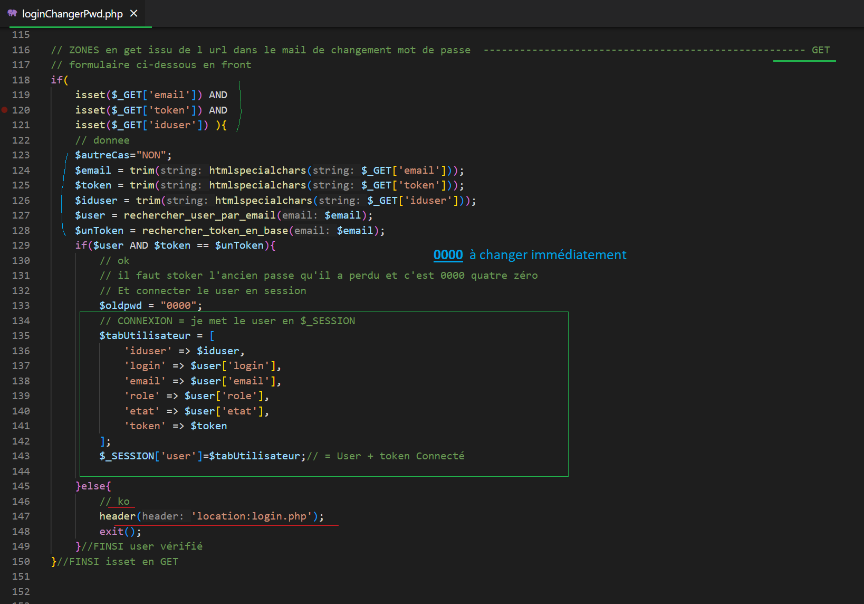 loginChangerPwd.php ×
115
116 // ZONES en get issu de l url dans le mail de changement mot de passe ----------------------------------------------------- GET
117 // formulaire ci-dessous en front
118 if(
119 isset($_GET['email']) AND
120 isset($_GET['token']) AND
121 isset($_GET['iduser']) ){
122 // donnee
123 $autreCas="NON";
124 $email = trim(string: htmlspecialchars(string: $_GET['email']));
125 $token = trim(string: htmlspecialchars(string: $_GET['token']));
126 $iduser = trim(string: htmlspecialchars(string: $_GET['iduser']));
127 $user = rechercher_user_par_email(email: $email);
128 $unToken = rechercher_token_en_base(email: $email);
129 if($user AND $token == $unToken){
0000 à changer immédiatement
130 // ok
131 // il faut stoker l'ancien passe qu'il a perdu et c'est 0000 quatre zéro
132 // Et connecter le user en session
133 $oldpwd = "0000";
134 // CONNEXION = je met le user en $_SESSION
135 $tabUtilisateur = [
136 'iduser' => $iduser,
137 'login' => $user['login'],
138 'email' => $user['email'],
139 'role' => $user['role'],
140 'etat' => $user['etat'],
141 'token' => $token
142 ];
143 $_SESSION['user']=$tabUtilisateur;// = User + token Connecté
144
145 }else{
146 // ko
147 header(header: 'location:login.php');
148 exit();
149 }//FINSI user vérifié
150 }//FINSI isset en GET
151
152